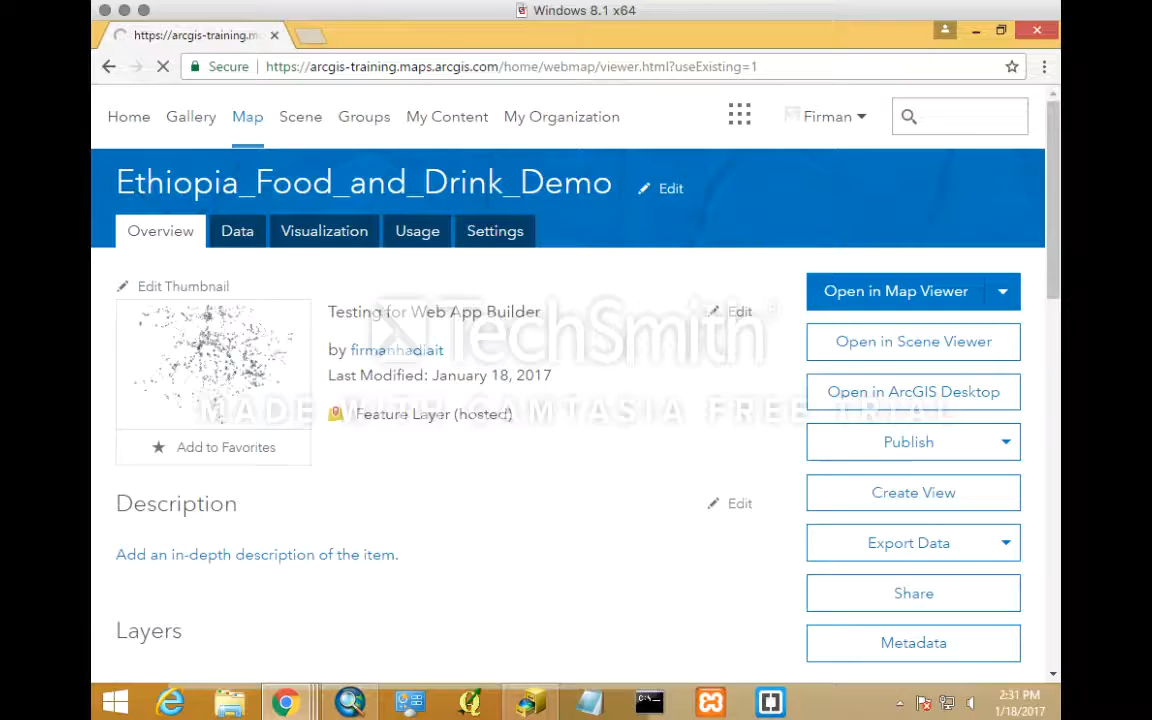 Windows 8.1 x64
https://arcgis-training.m
Secure https://arcgis-training.maps.arcgis.com/home/webmap/viewer.html?useExisting=1
Home Gallery Map Scene Groups My Content My Organization Firman
Ethiopia_Food_and_Drink_Demo Edit
Overview Data Visualization Usage Settings
Edit Thumbnail
Testing for Web App Builder Edit
by firmanhadiait
Last Modified: January 18, 2017
Feature Layer (hosted)
Add to Favorites
TechSmith
MADE WITH CAMTASIA FREE TRIAL
Description Edit
Add an in-depth description of the item.
Layers
Open in Map Viewer
Open in Scene Viewer
Open in ArcGIS Desktop
Publish
Create View
Export Data
Share
Metadata
2:31 PM
1/18/2017